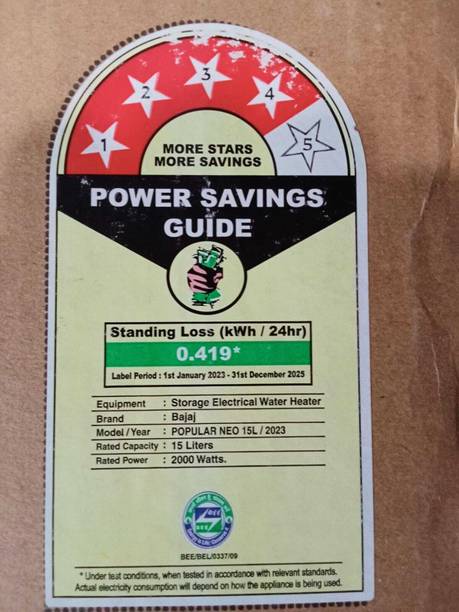 1 2 3 4 5
MORE STARS
MORE SAVINGS
POWER SAVINGS
GUIDE
Standing Loss (kWh / 24hr)
0.419*
Label Period : 1st January 2023 - 31st December 2025
Equipment : Storage Electrical Water Heater
Brand : Bajaj
Model / Year : POPULAR NEO 15L / 2023
Rated Capacity : 15 Liters
Rated Power : 2000 Watts.
BEE
BEE/BEL/0337/09
* Under test conditions, when tested in accordance with relevant standards.
Actual electricity consumption will depend on how the appliance is being used.